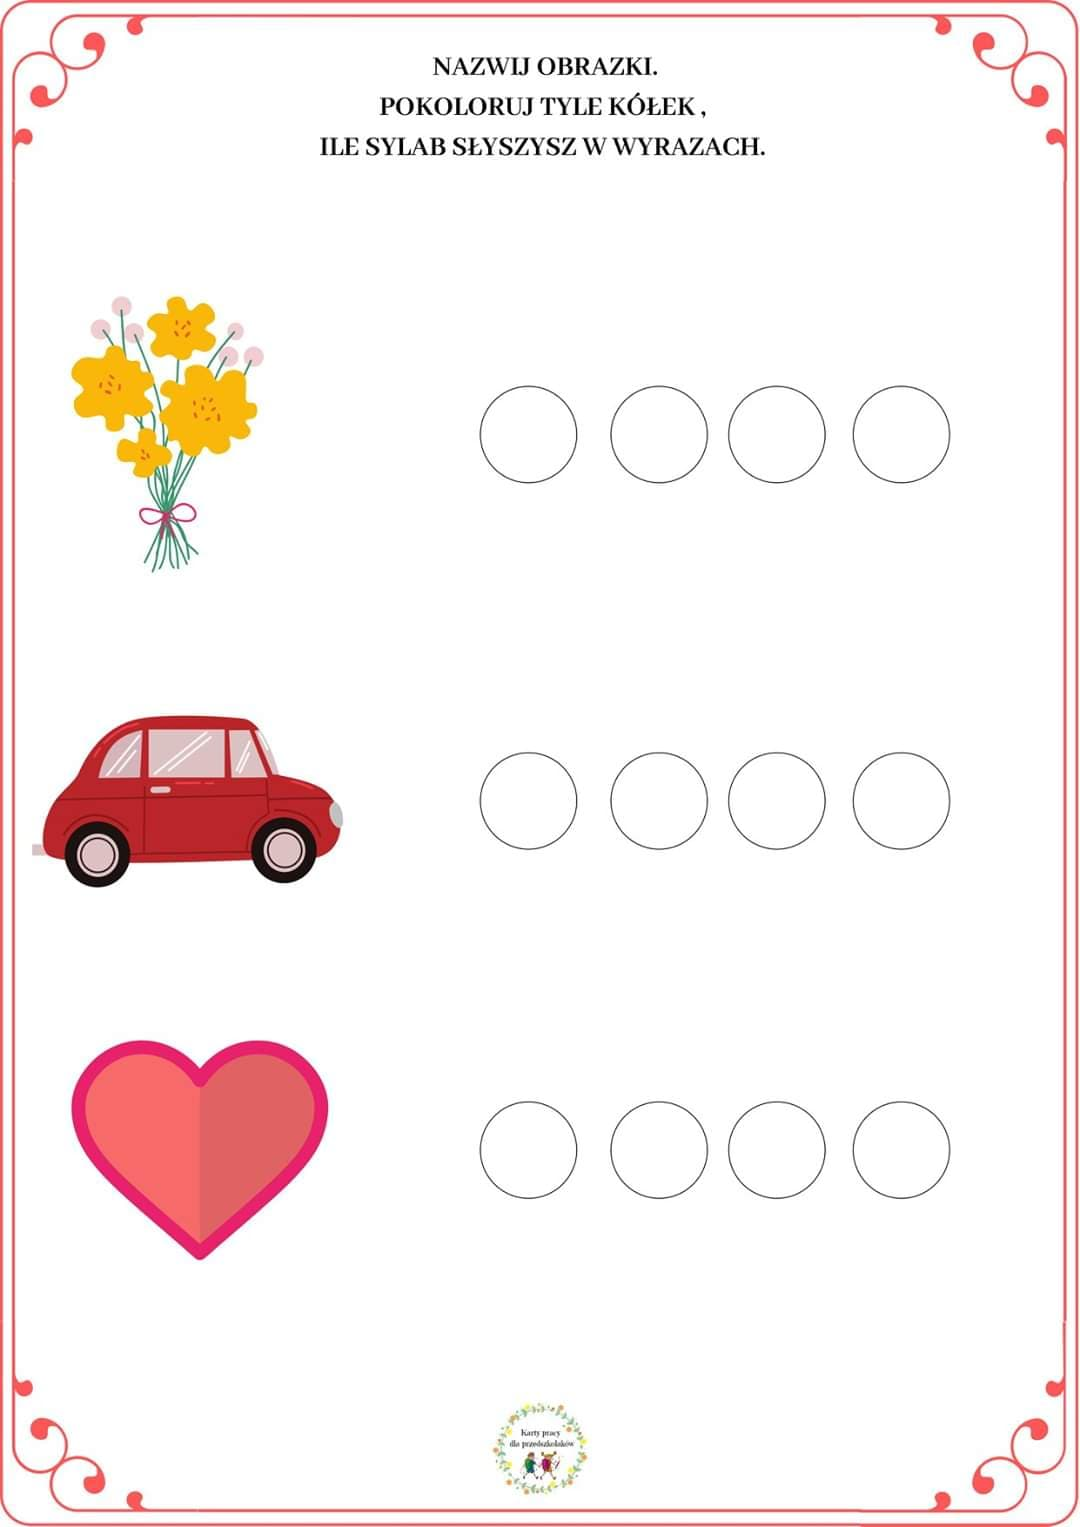 NAZWIJ OBRAZKI.
POKOLORUJ TYLE KÓŁEK ,
ILE SYLAB SŁYSZYSZ W WYRAZACH.
Karty pracy
dla przedszkolaków